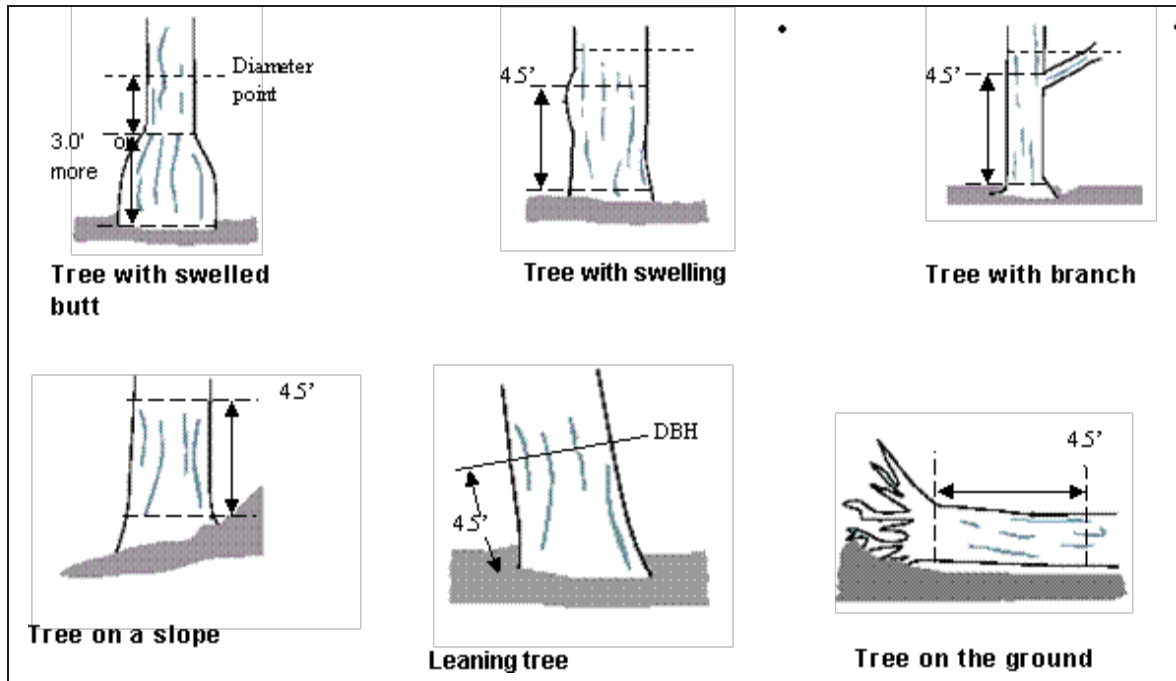 Diameter
point
3.0' or
more
Tree with swelled
butt
4.5'
Tree with swelling
4.5'
Tree with branch
4.5'
Tree on a slope
DBH
4.5'
Leaning tree
4.5'
Tree on the ground